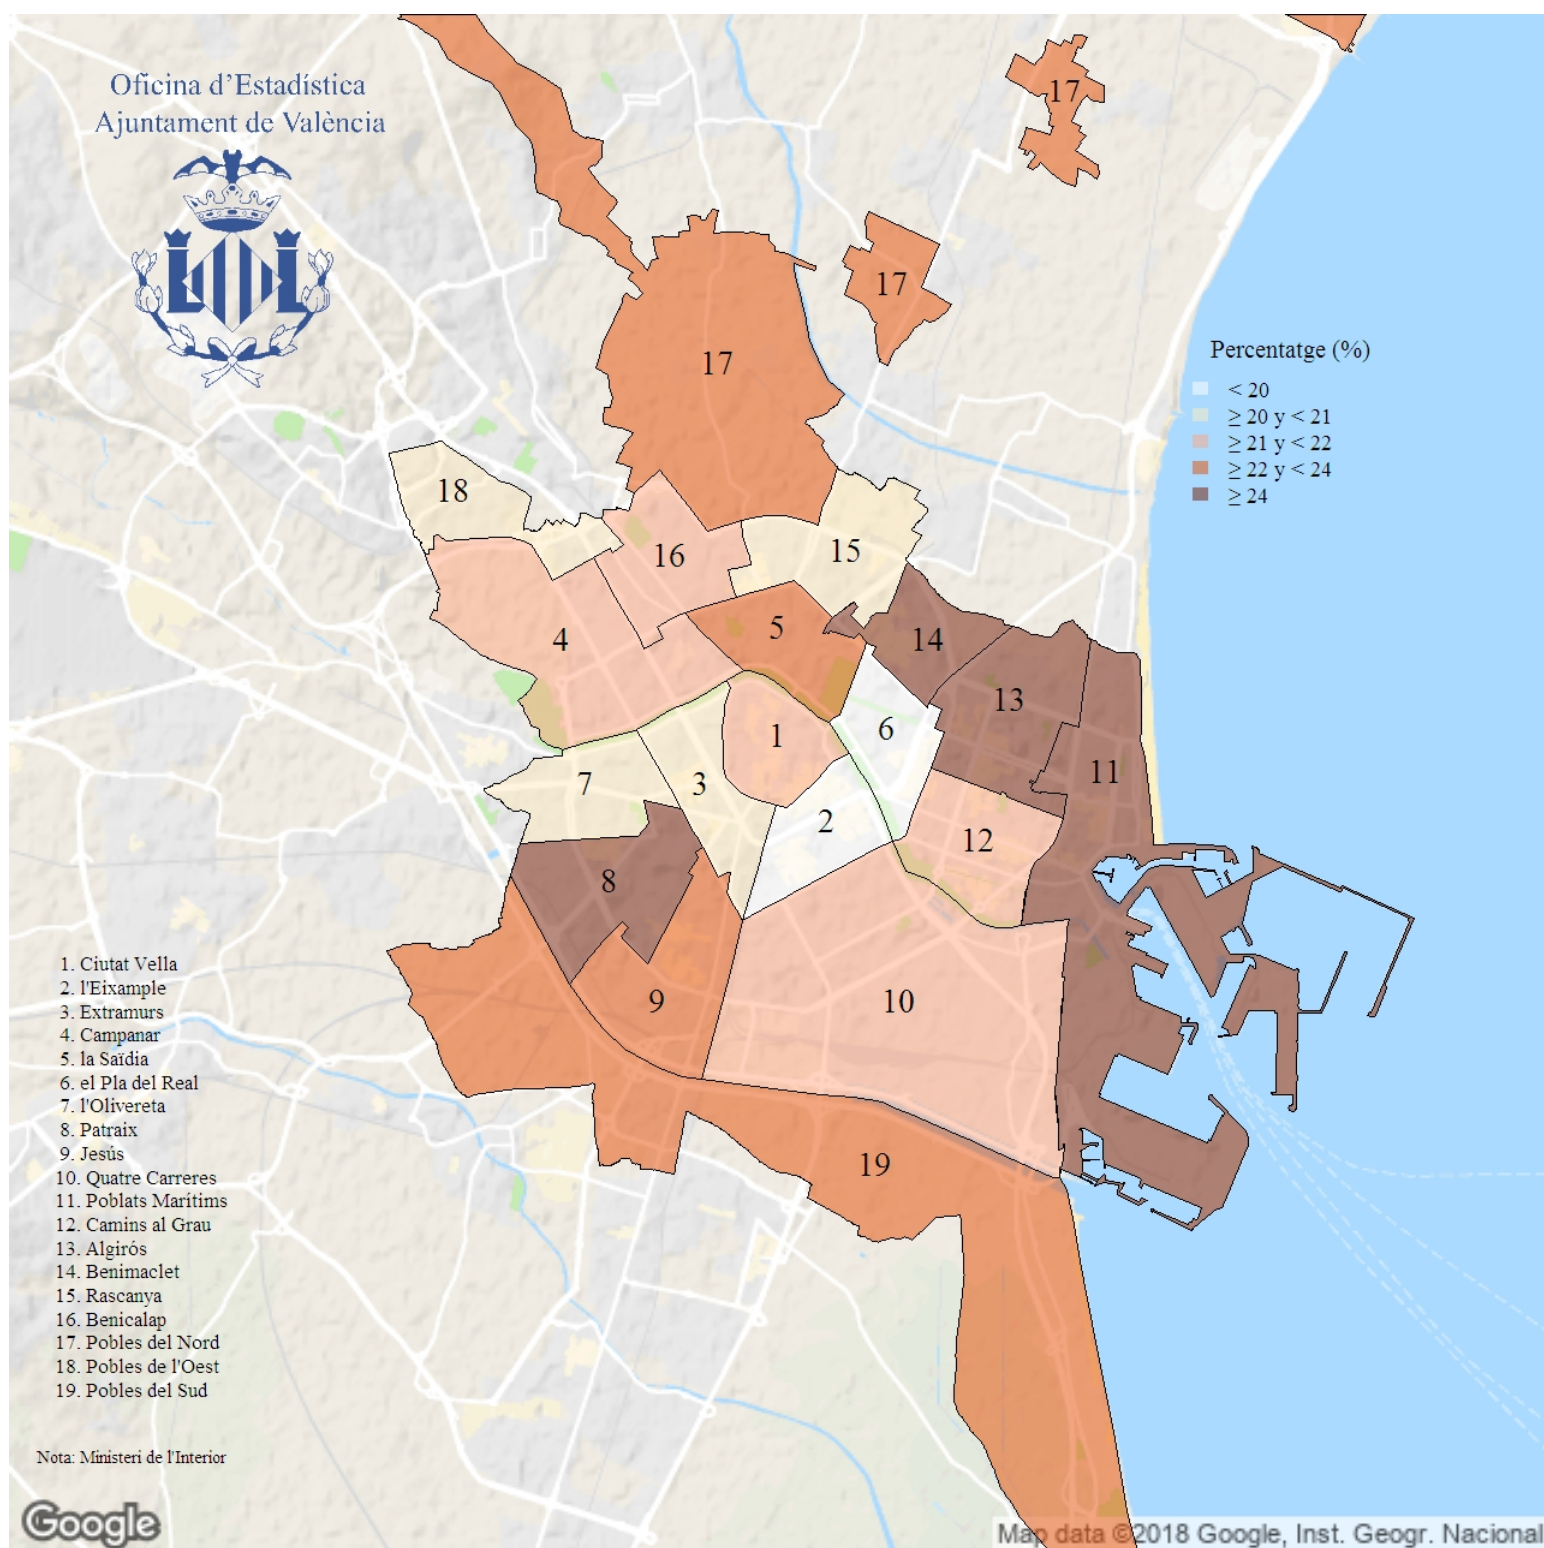 Oficina d'Estadística
Ajuntament de València
17
17
17
Percentatge (%)
< 20
≥ 20 y < 21
≥ 21 y < 22
≥ 22 y < 24
≥ 24
18
16
15
4
5
14
13
1
6
11
7
3
2
12
8
9
10
19
1. Ciutat Vella
2. l'Eixample
3. Extramurs
4. Campanar
5. la Saïdia
6. el Pla del Real
7. l'Olivereta
8. Patraix
9. Jesús
10. Quatre Carreres
11. Poblats Marítims
12. Camins al Grau
13. Algirós
14. Benimaclet
15. Rascanya
16. Benicalap
17. Pobles del Nord
18. Pobles de l'Oest
19. Pobles del Sud
Nota: Ministeri de l'Interior
Google
Map data ©2018 Google, Inst. Geogr. Nacional